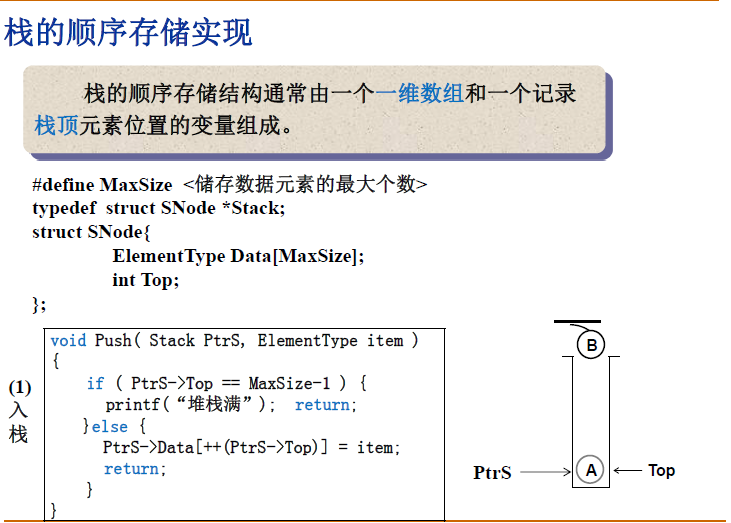 栈的顺序存储实现
栈的顺序存储结构通常由一个一维数组和一个记录
栈顶元素位置的变量组成。
#define MaxSize <储存数据元素的最大个数>
typedef struct SNode *Stack;
struct SNode{
ElementType Data[MaxSize];
int Top;
};
(1)
入
栈
void Push( Stack PtrS, ElementType item )
{
if ( PtrS->Top == MaxSize-1 ) {
printf(“堆栈满”); return;
}else {
PtrS->Data[++(PtrS->Top)] = item;
return;
}
}
B
PtrS
A
Top